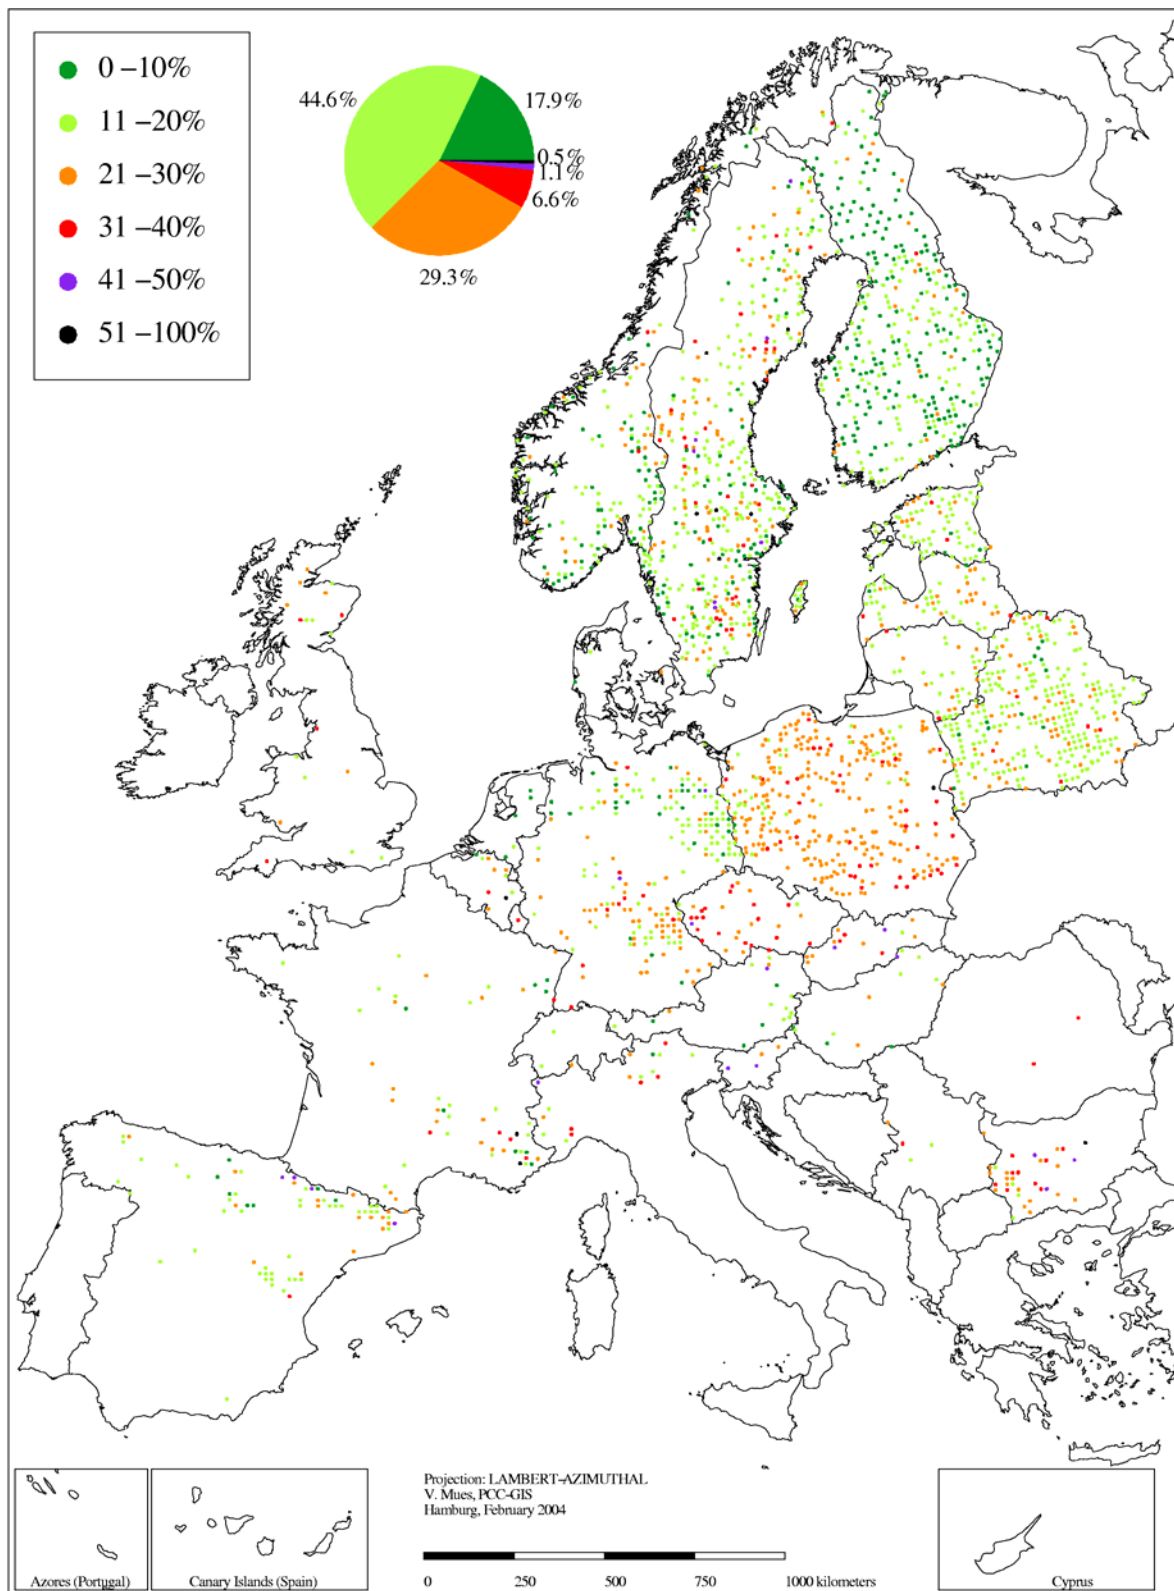 0 –10%
11 –20%
21 –30%
31 –40%
41 –50%
51 –100%
44.6%
17.9%
0.5%
1.1%
6.6%
29.3%
Projection: LAMBERT-AZIMUTHAL
V. Mues, PCC-GIS
Hamburg, February 2004
0 250 500 750 1000 kilometers
Azores (Portugal)
Canary Islands (Spain)
Cyprus